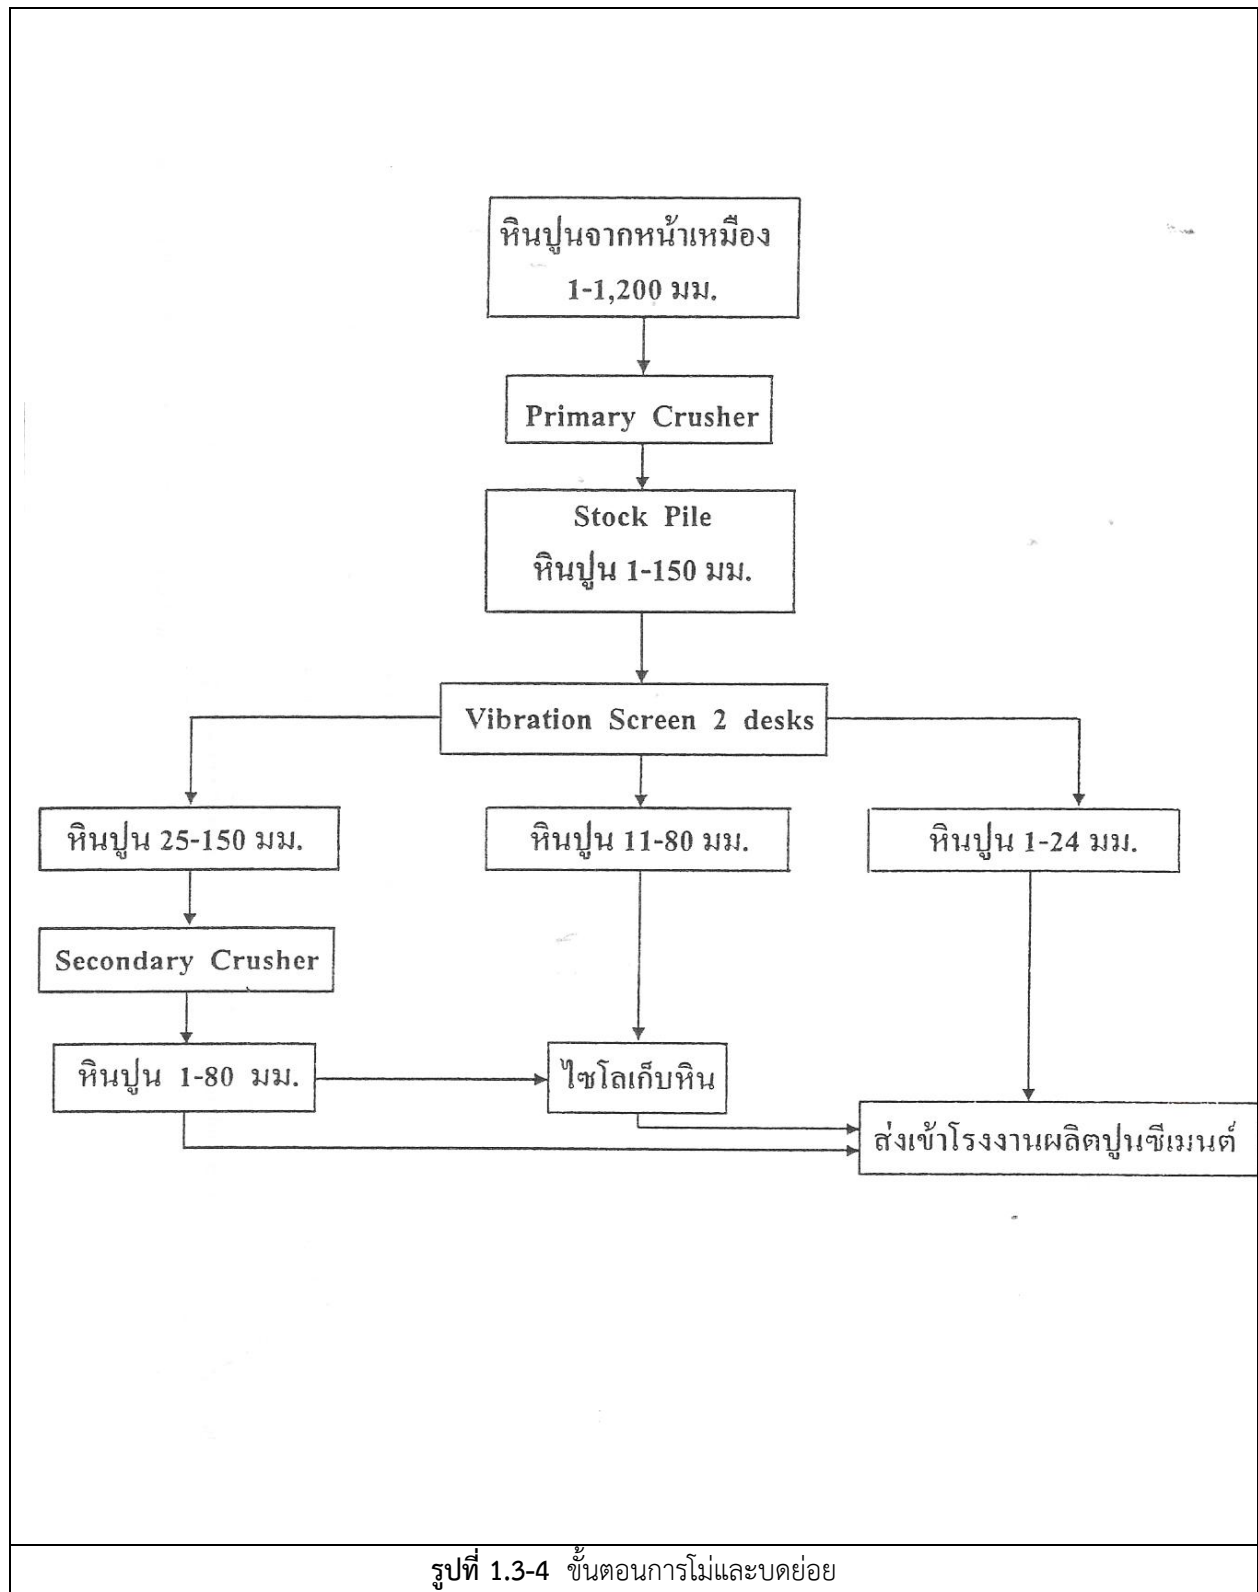 หินปูนจากหน้าเหมือง
1-1,200 มม.
Primary Crusher
Stock Pile
หินปูน 1-150 มม.
Vibration Screen 2 desks
หินปูน 25-150 มม.
หินปูน 11-80 มม.
หินปูน 1-24 มม.
Secondary Crusher
หินปูน 1-80 มม.
ไซโลเก็บหิน
ส่งเข้าโรงงานผลิตปูนซีเมนต์
รูปที่ 1.3-4 ขั้นตอนการโม่และบดย่อย